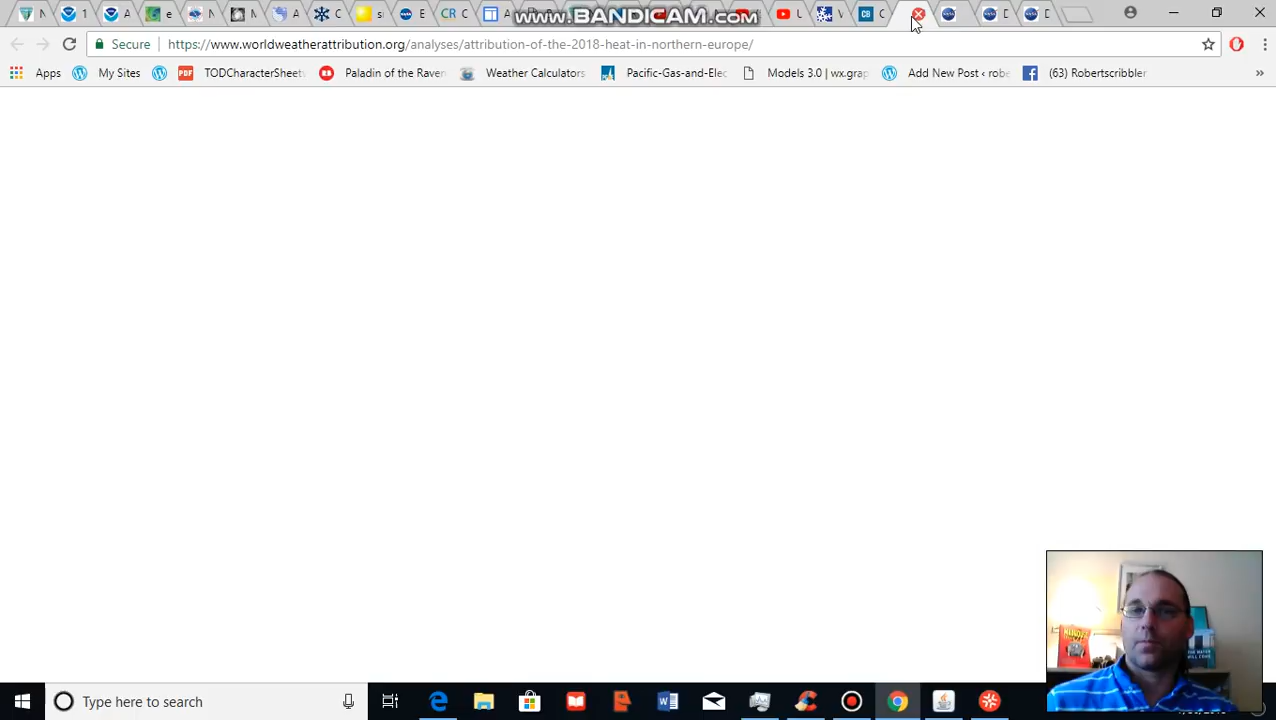 www.BANDICAM.com
Secure https://www.worldweatherattribution.org/analyses/attribution-of-the-2018-heat-in-northern-europe/
Apps My Sites PDF TODCharacterSheets Paladin of the Raven Weather Calculators Pacific-Gas-and-Elec Models 3.0 | wx.grap Add New Post ‹ robe (63) Robertscribbler »
Type here to search